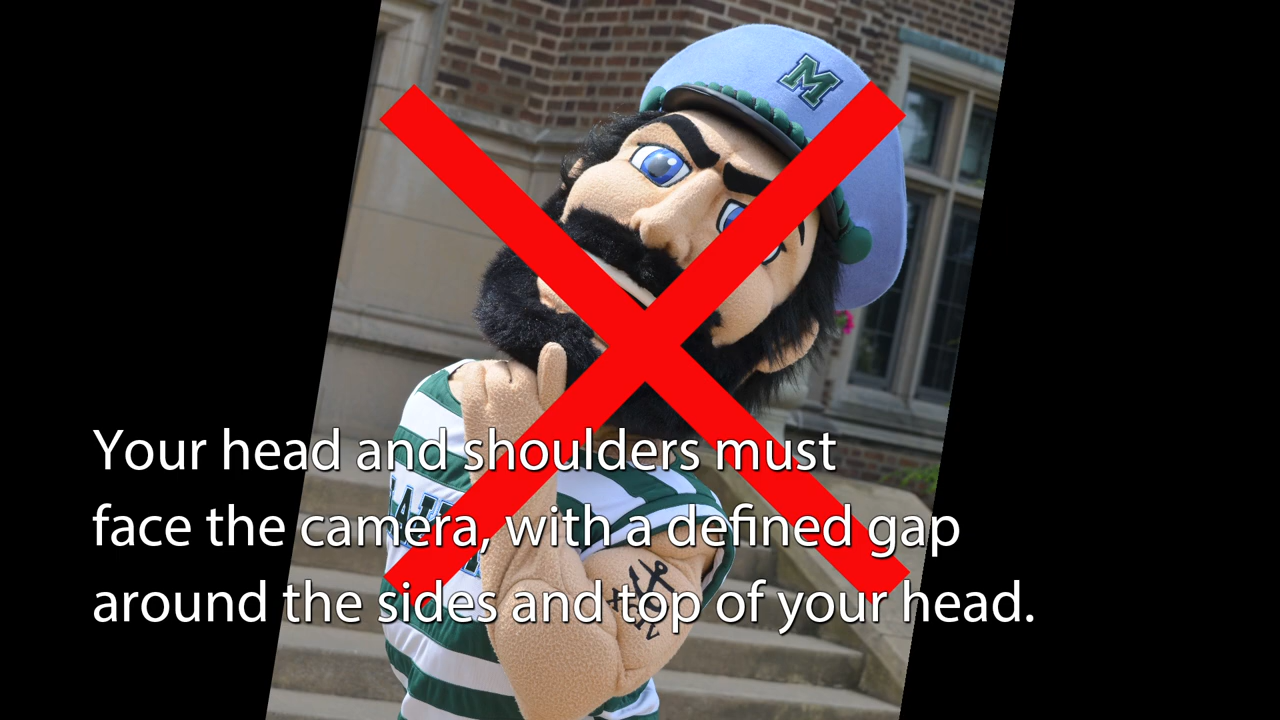 M
Your head and shoulders must
face the camera, with a defined gap
around the sides and top of your head.